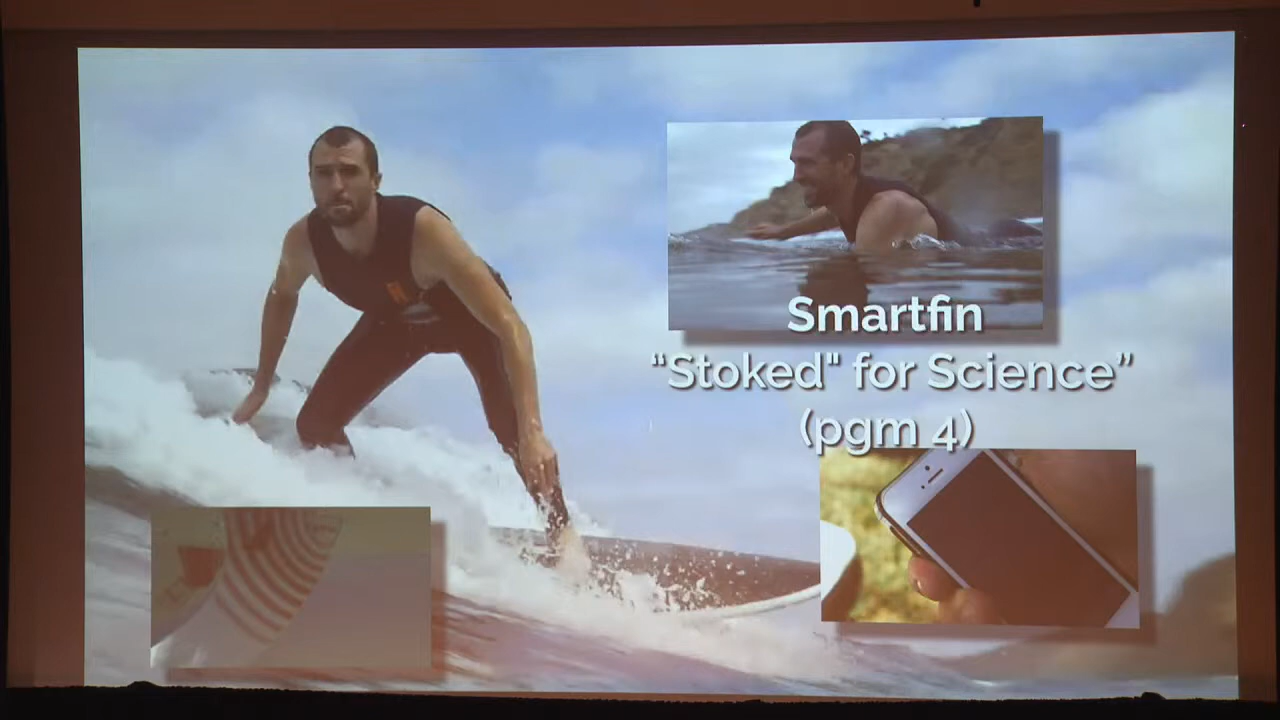 Smartfin
“Stoked" for Science”
(pgm 4)